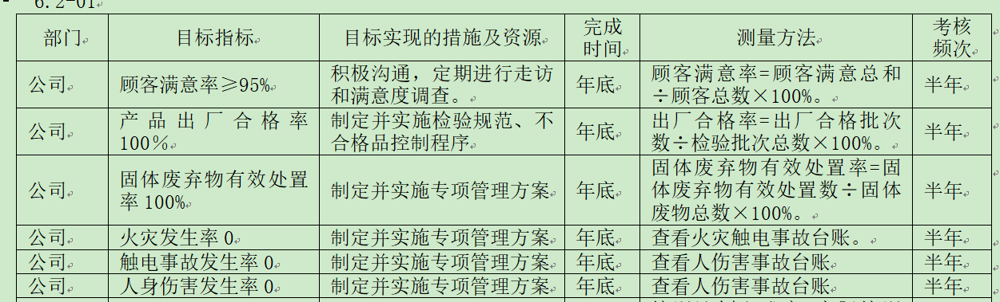 6.2-01
部门 目标指标 目标实现的措施及资源 完成时间 测量方法 考核频次
公司 顾客满意率≥95% 积极沟通，定期进行走访和满意度调查。 年底 顾客满意率=顾客满意总和÷顾客总数×100%。 半年
公司 产品出厂合格率100% 制定并实施检验规范、不合格品控制程序 年底 出厂合格率=出厂合格批次数÷检验批次总数×100%。 半年
公司 固体废弃物有效处置率100% 制定并实施专项管理方案 年底 固体废弃物有效处置率=固体废弃物有效处置数÷固体废物总数×100%。 半年
公司 火灾发生率0 制定并实施专项管理方案 年底 查看火灾触电事故台账。 半年
公司 触电事故发生率0 制定并实施专项管理方案 年底 查看人伤害事故台账 半年
公司 人身伤害发生率0 制定并实施专项管理方案 年底 查看人伤害事故台账 半年